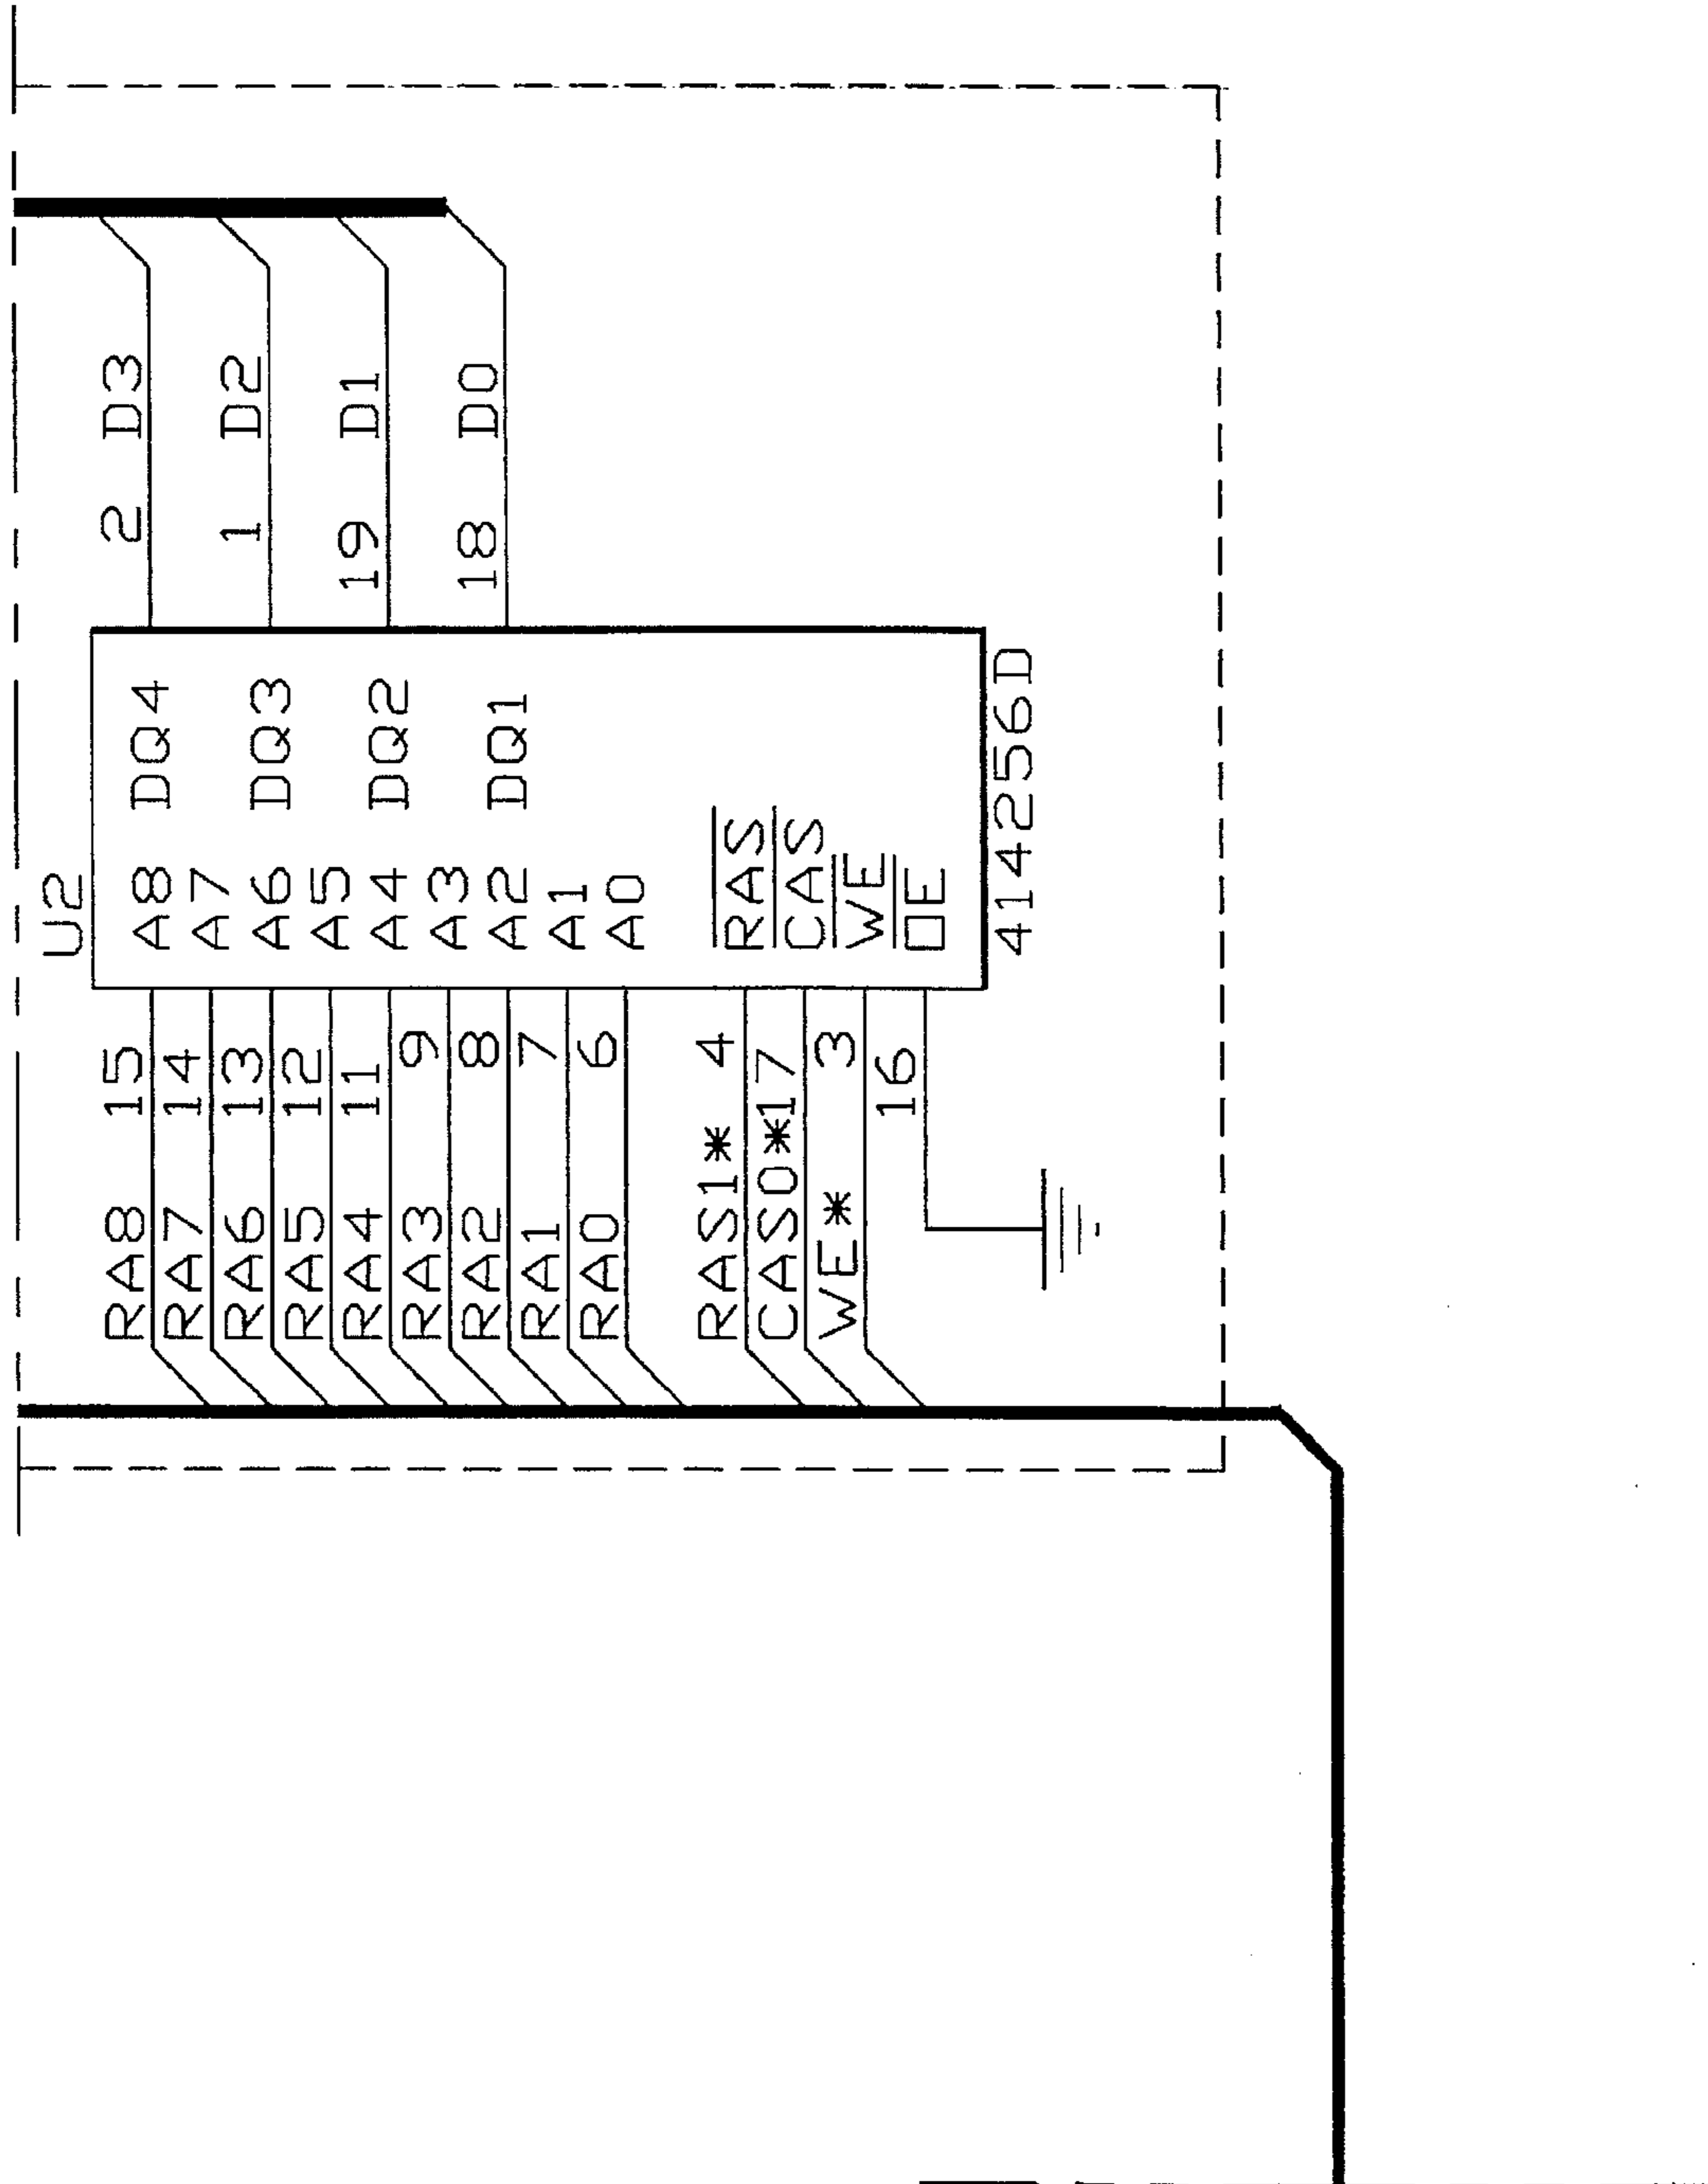 U2
RA8 15 A8 DQ4 2 D3
RA7 14 A7
RA6 13 A6 DQ3 1 D2
RA5 12 A5
RA4 11 A4 DQ2 19 D1
RA3 9 A3
RA2 8 A2 DQ1 18 D0
RA1 7 A1
RA0 6 A0
RAS1* 4 RAS
CAS0*17 CAS
WE* 3 WE
16 OE
414256D